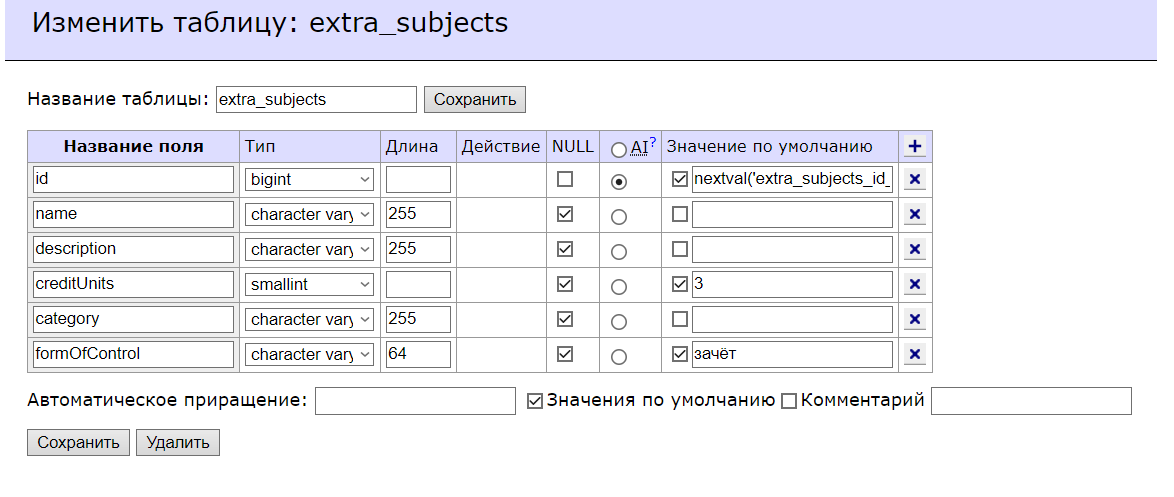 Изменить таблицу: extra_subjects
Название таблицы: extra_subjects Сохранить
Название поля Тип Длина Действие NULL AI? Значение по умолчанию
id bigint nextval('extra_subjects_id_
name character vary 255
description character vary 255
creditUnits smallint 3
category character vary 255
formOfControl character vary 64 зачёт
Автоматическое приращение: Значения по умолчанию Комментарий
Сохранить Удалить